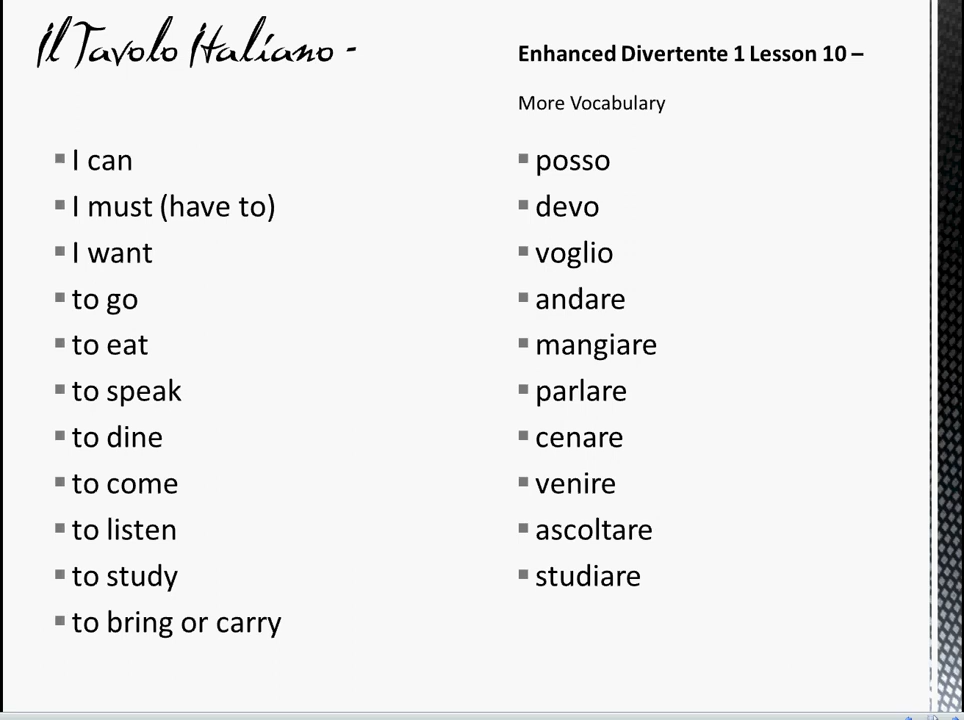 Il Tavolo Italiano -
Enhanced Divertente 1 Lesson 10 –
More Vocabulary
I can
I must (have to)
I want
to go
to eat
to speak
to dine
to come
to listen
to study
to bring or carry
posso
devo
voglio
andare
mangiare
parlare
cenare
venire
ascoltare
studiare